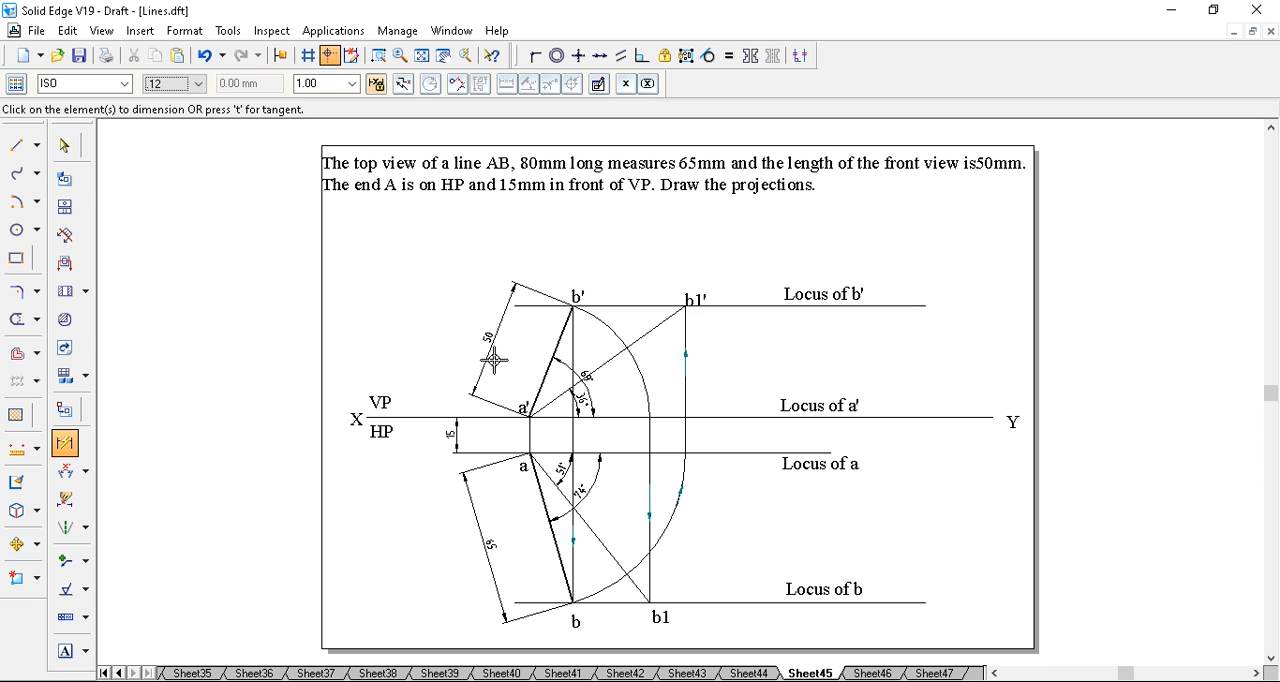 Solid Edge V19 - Draft - [Lines.dft]
File Edit View Insert Format Tools Inspect Applications Manage Window Help
ISO .12 0.00 mm 1.00
Click on the element(s) to dimension OR press 't' for tangent.
The top view of a line AB, 80mm long measures 65mm and the length of the front view is50mm.
The end A is on HP and 15mm in front of VP. Draw the projections.
b' b1' Locus of b'
50
69°
36°
VP a' Locus of a'
X Y
HP
15
a Locus of a
51°
74°
65
Locus of b
b b1
A
Sheet35 Sheet36 Sheet37 Sheet38 Sheet39 Sheet40 Sheet41 Sheet42 Sheet43 Sheet44 Sheet45 Sheet46 Sheet47